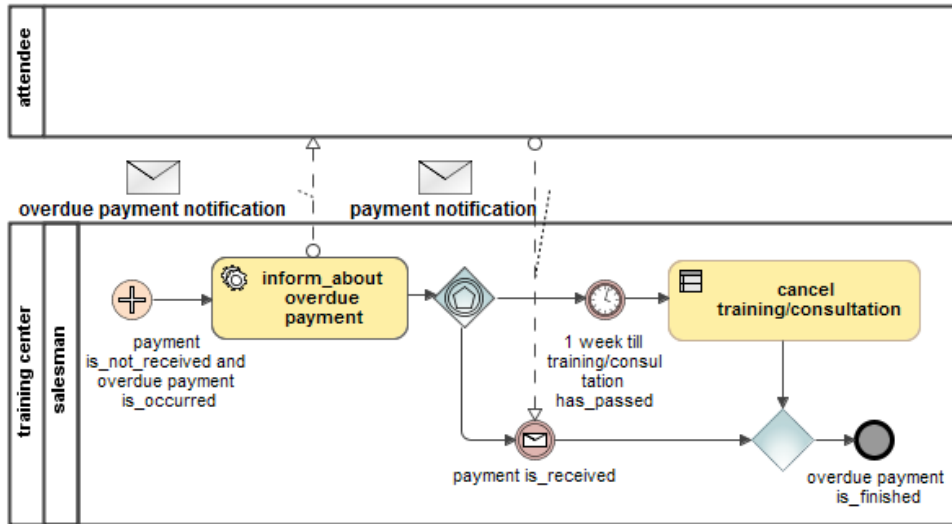 attendee
overdue payment notification
payment notification
training center
salesman
inform_about
overdue
payment
cancel
training/consultation
payment
is_not_received and
overdue payment
is_occurred
1 week till
training/consul
tation
has_passed
payment is_received
overdue payment
is_finished